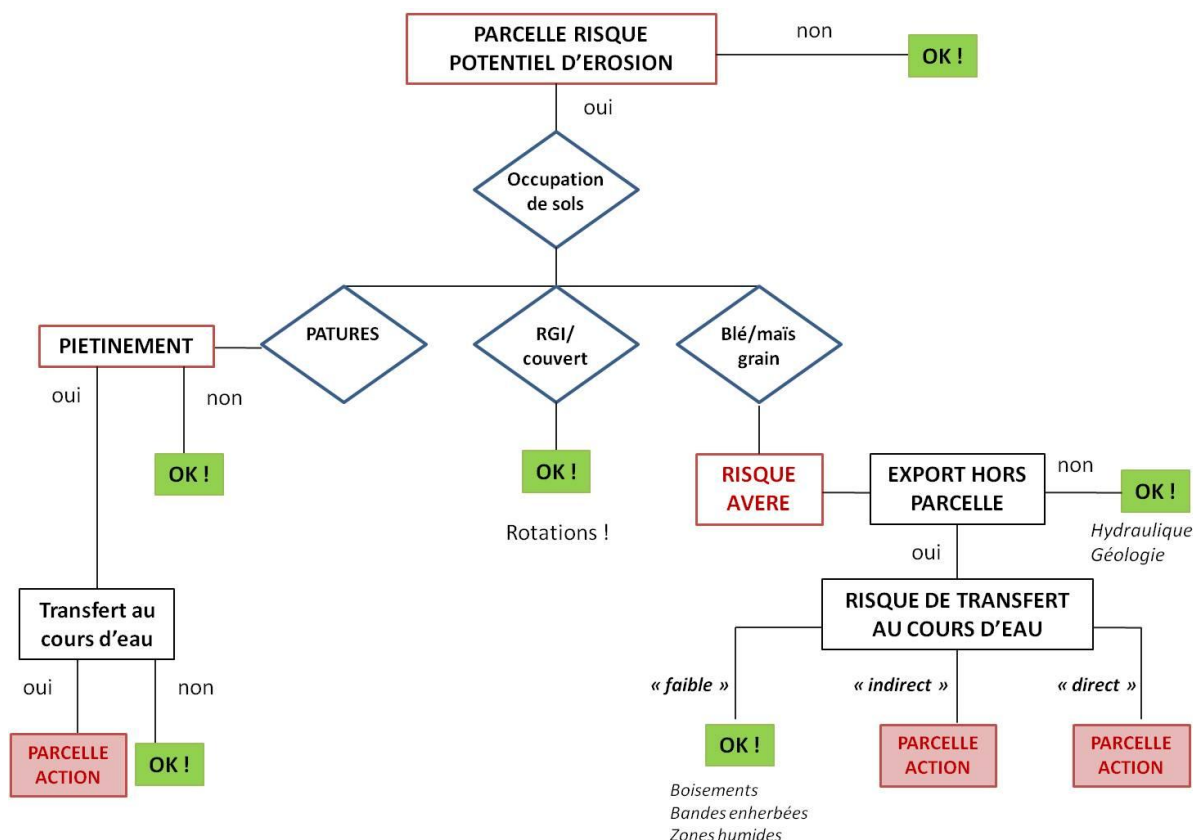 PARCELLE RISQUE
POTENTIEL D'EROSION
non
OK !
oui
Occupation
de sols
PIETINEMENT
PATURES
RGI/
couvert
Blé/maïs
grain
oui
non
OK !
OK !
Rotations !
RISQUE
AVERE
EXPORT HORS
PARCELLE
non
OK !
Hydraulique
Géologie
oui
Transfert au
cours d'eau
RISQUE DE TRANSFERT
AU COURS D'EAU
oui
non
« faible »
« indirect »
« direct »
PARCELLE
ACTION
OK !
OK !
PARCELLE
ACTION
PARCELLE
ACTION
Boisements
Bandes enherbées
Zones humides